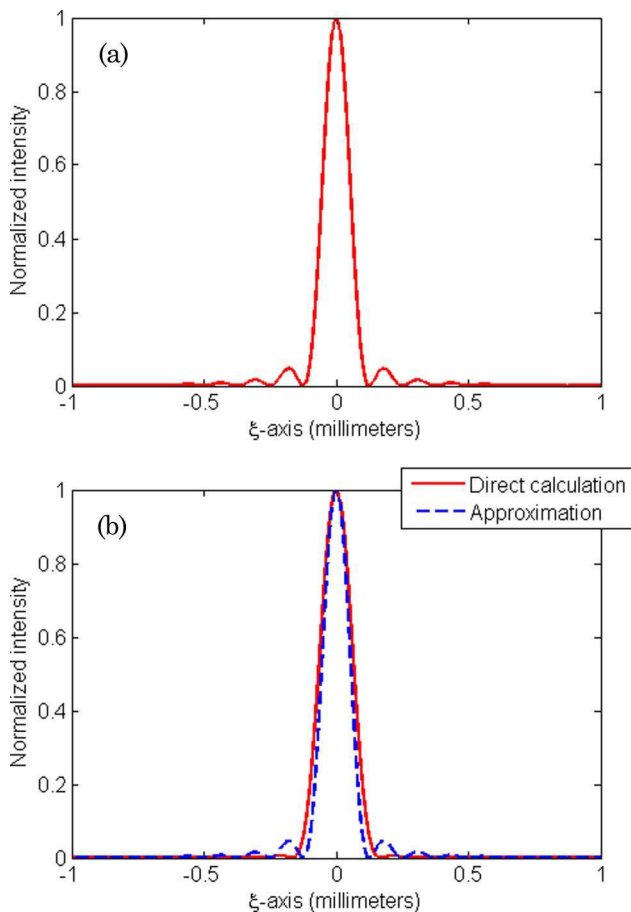 (a)
Normalized intensity
1
0.8
0.6
0.4
0.2
0
-1
-0.5
0
0.5
1
ξ-axis (millimeters)
(b)
Direct calculation
Approximation
Normalized intensity
1
0.8
0.6
0.4
0.2
0
-1
-0.5
0
0.5
1
ξ-axis (millimeters)